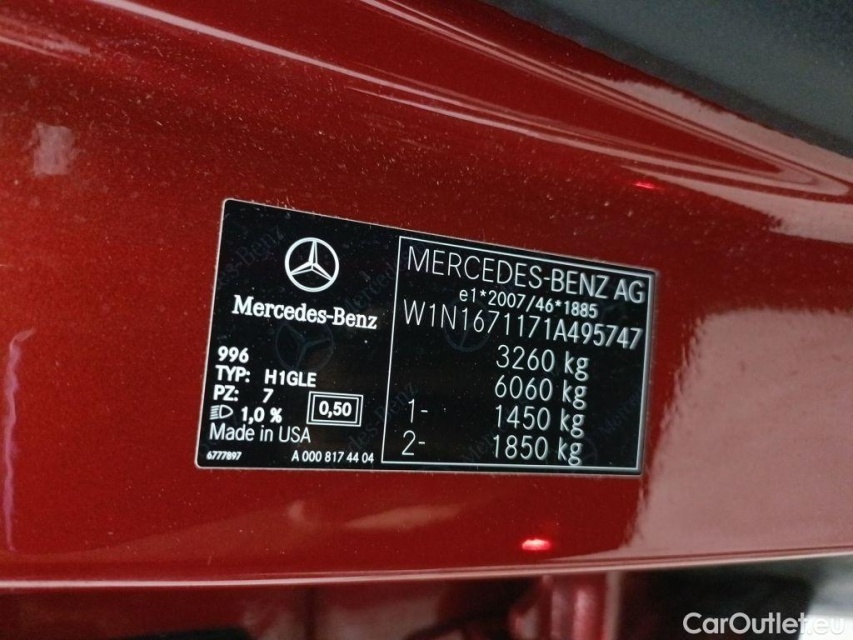 Mercedes-Benz
996
TYP: H1GLE
PZ: 7
1,0 %
0,50
Made in USA
6777897
A 000 817 44 04
MERCEDES-BENZ AG
e1*2007/46*1885
W1N1671171A495747
3260 kg
6060 kg
1- 1450 kg
2- 1850 kg
CarOutlet.eu